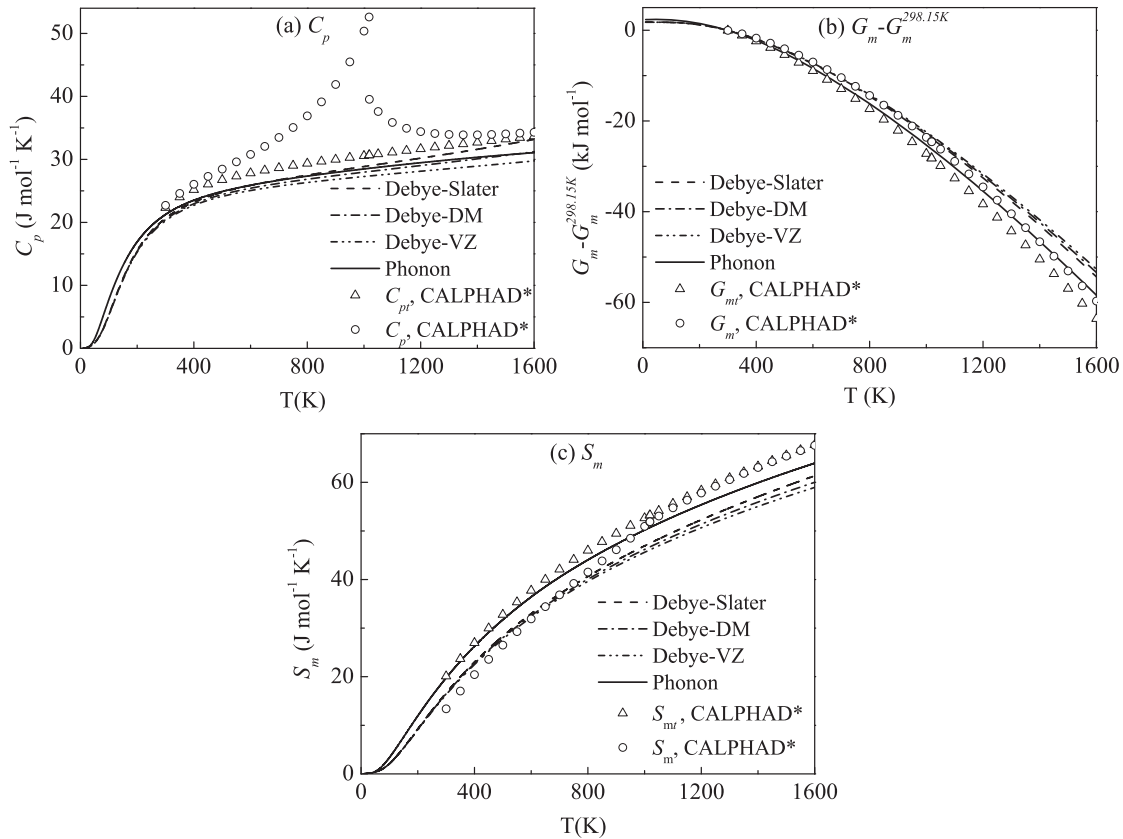 (a) C_p
50
40
30
20
10
0
C_p (J mol^-1 K^-1)
Debye-Slater
Debye-DM
Debye-VZ
Phonon
C_pt, CALPHAD*
C_p, CALPHAD*
400 800 1200 1600
T(K)
(b) G_m-G_m^298.15K
0
-20
-40
-60
G_m-G_m^298.15K (kJ mol^-1)
Debye-Slater
Debye-DM
Debye-VZ
Phonon
G_mt, CALPHAD*
G_m, CALPHAD*
0 400 800 1200 1600
T (K)
(c) S_m
60
40
20
0
S_m (J mol^-1 K^-1)
Debye-Slater
Debye-DM
Debye-VZ
Phonon
S_mt, CALPHAD*
S_m, CALPHAD*
0 400 800 1200 1600
T(K)